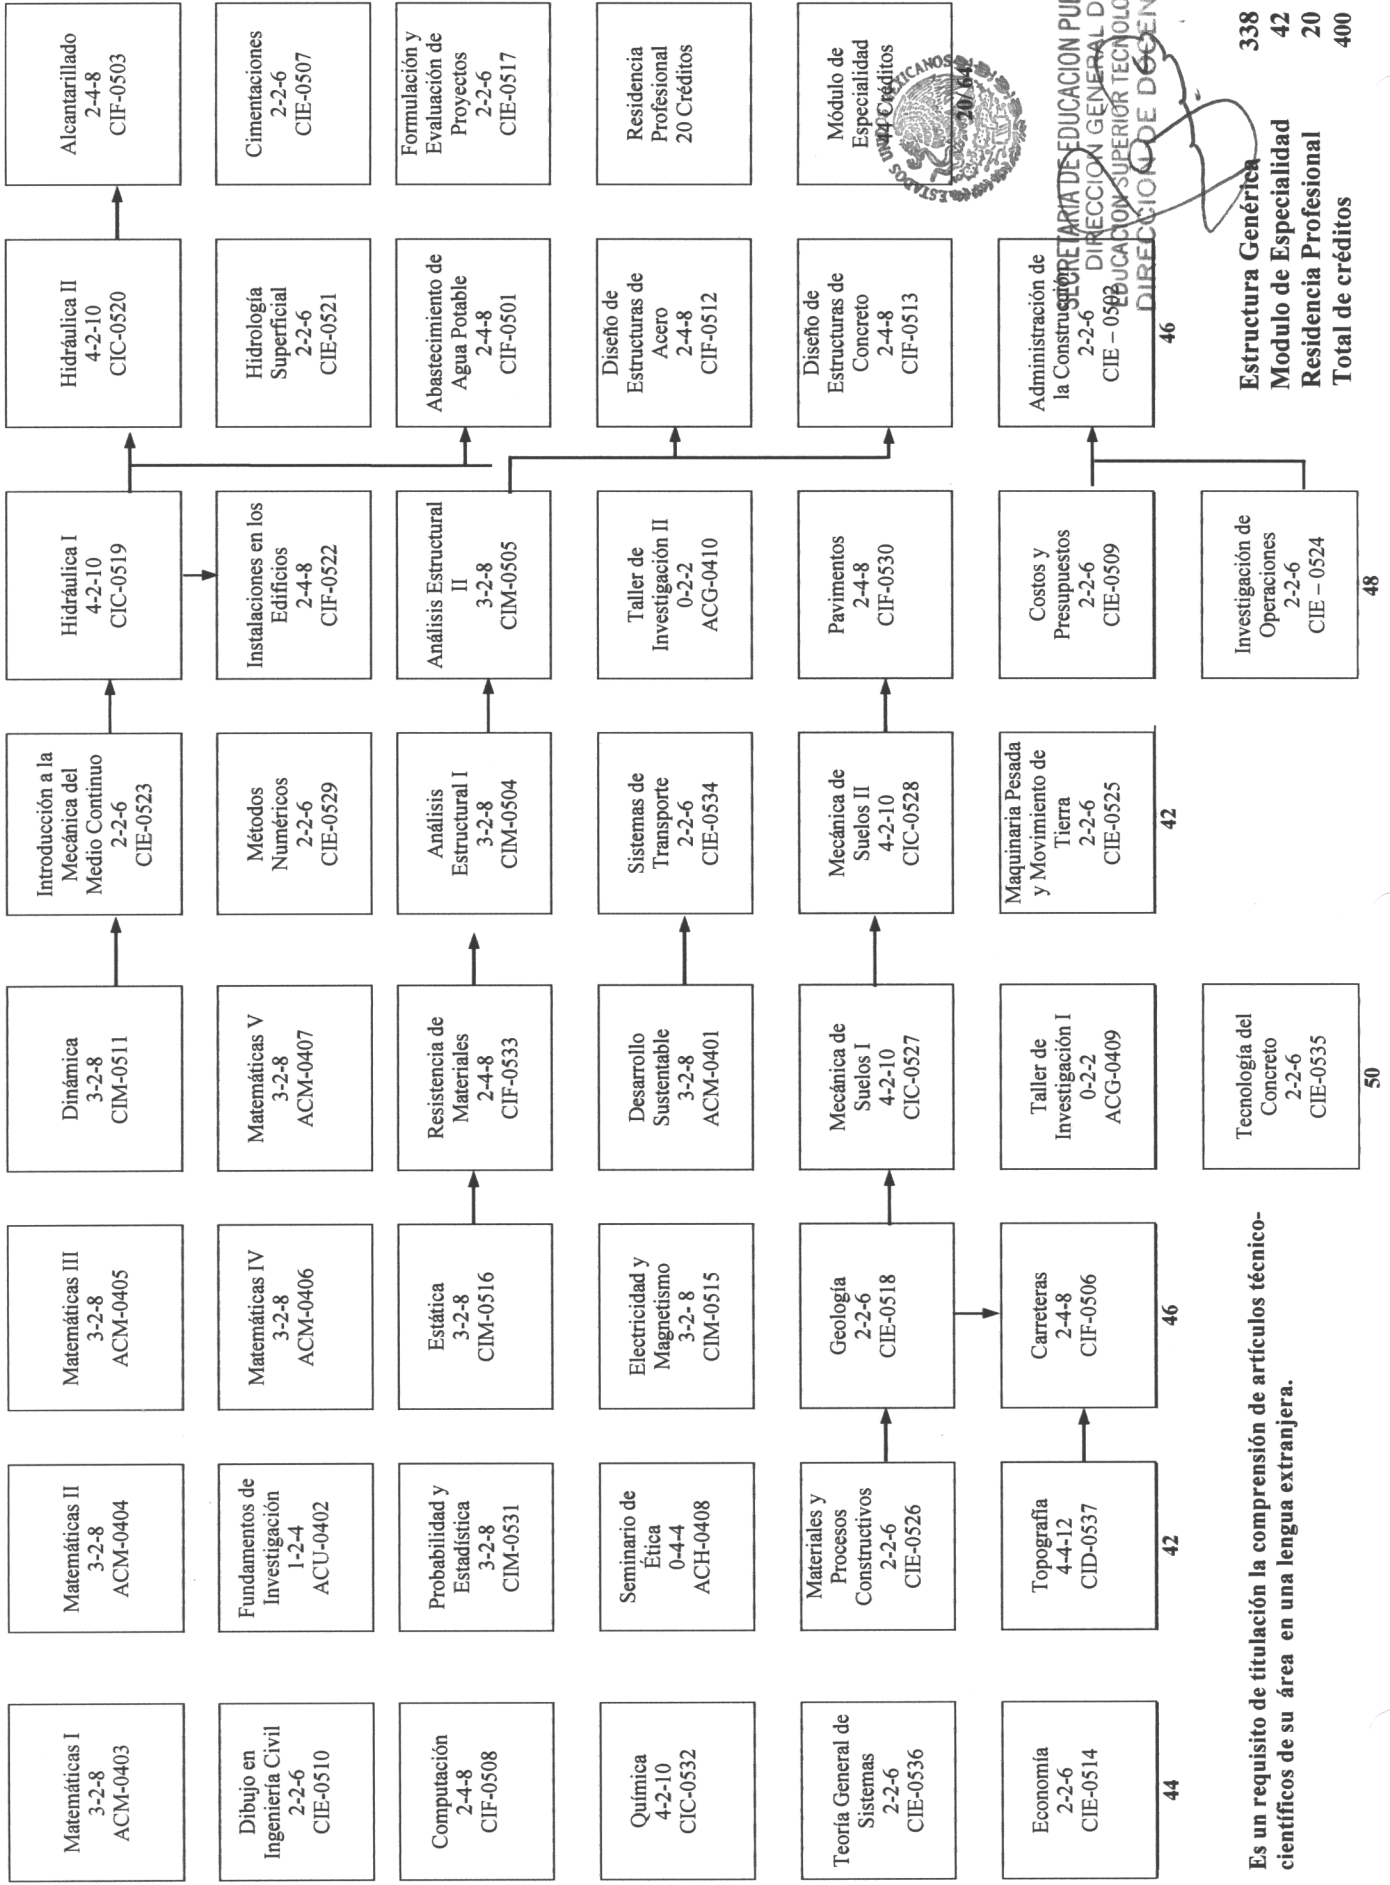 Matemáticas I
3-2-8
ACM-0403
Dibujo en
Ingeniería Civil
2-2-6
CIE-0510
Computación
2-4-8
CIF-0508
Química
4-2-10
CIC-0532
Teoría General de
Sistemas
2-2-6
CIE-0536
Economía
2-2-6
CIE-0514
44
Matemáticas II
3-2-8
ACM-0404
Fundamentos de
Investigación
1-2-4
ACU-0402
Probabilidad y
Estadística
3-2-8
CIM-0531
Seminario de
Ética
0-4-4
ACH-0408
Materiales y
Procesos
Constructivos
2-2-6
CIE-0526
Topografía
4-4-12
CID-0537
42
Matemáticas III
3-2-8
ACM-0405
Matemáticas IV
3-2-8
ACM-0406
Estática
3-2-8
CIM-0516
Electricidad y
Magnetismo
3-2- 8
CIM-0515
Geología
2-2-6
CIE-0518
Carreteras
2-4-8
CIF-0506
46
Dinámica
3-2-8
CIM-0511
Matemáticas V
3-2-8
ACM-0407
Resistencia de
Materiales
2-4-8
CIF-0533
Desarrollo
Sustentable
3-2-8
ACM-0401
Mecánica de
Suelos I
4-2-10
CIC-0527
Taller de
Investigación I
0-2-2
ACG-0409
Tecnología del
Concreto
2-2-6
CIE-0535
50
Introducción a la
Mecánica del
Medio Continuo
2-2-6
CIE-0523
Métodos
Numéricos
2-2-6
CIE-0529
Análisis
Estructural I
3-2-8
CIM-0504
Sistemas de
Transporte
2-2-6
CIE-0534
Mecánica de
Suelos II
4-2-10
CIC-0528
Maquinaria Pesada
y Movimiento de
Tierra
2-2-6
CIE-0525
42
Hidráulica I
4-2-10
CIC-0519
Instalaciones en los
Edificios
2-4-8
CIF-0522
Análisis Estructural
II
3-2-8
CIM-0505
Taller de
Investigación II
0-2-2
ACG-0410
Pavimentos
2-4-8
CIF-0530
Costos y
Presupuestos
2-2-6
CIE-0509
Investigación de
Operaciones
2-2-6
CIE – 0524
48
Hidráulica II
4-2-10
CIC-0520
Hidrología
Superficial
2-2-6
CIE-0521
Abastecimiento de
Agua Potable
2-4-8
CIF-0501
Diseño de
Estructuras de
Acero
2-4-8
CIF-0512
Diseño de
Estructuras de
Concreto
2-4-8
CIF-0513
Administración de
la Construcción
2-2-6
CIE – 0502
46
Alcantarillado
2-4-8
CIF-0503
Cimentaciones
2-2-6
CIE-0507
Formulación y
Evaluación de
Proyectos
2-2-6
CIE-0517
Residencia
Profesional
20 Créditos
Módulo de
Especialidad
44 Créditos
20/ 64
ESTADOS UNIDOS MEXICANOS
SECRETARIA DE EDUCACION
DIRECCION GENERAL
EDUCACION SUPERIOR
DIRECCION DE
Estructura Genérica 338
Modulo de Especialidad 42
Residencia Profesional 20
Total de créditos 400
Es un requisito de titulación la comprensión de artículos técnico-
científicos de su área en una lengua extranjera.